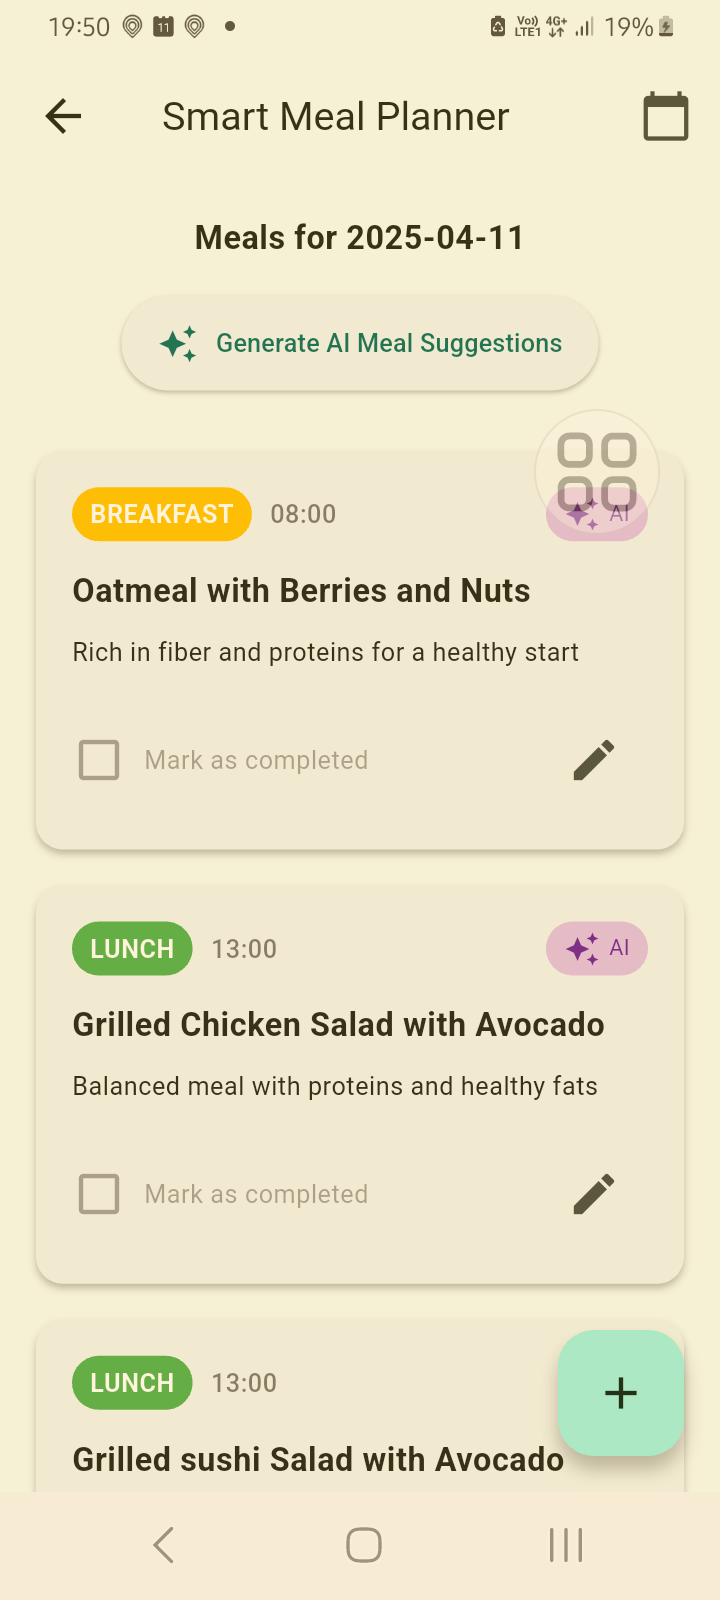 19:50 11 Vo)) LTE1 4G+ 19%
Smart Meal Planner
Meals for 2025-04-11
Generate AI Meal Suggestions
BREAKFAST 08:00 AI
Oatmeal with Berries and Nuts
Rich in fiber and proteins for a healthy start
Mark as completed
LUNCH 13:00 AI
Grilled Chicken Salad with Avocado
Balanced meal with proteins and healthy fats
Mark as completed
LUNCH 13:00
Grilled sushi Salad with Avocado